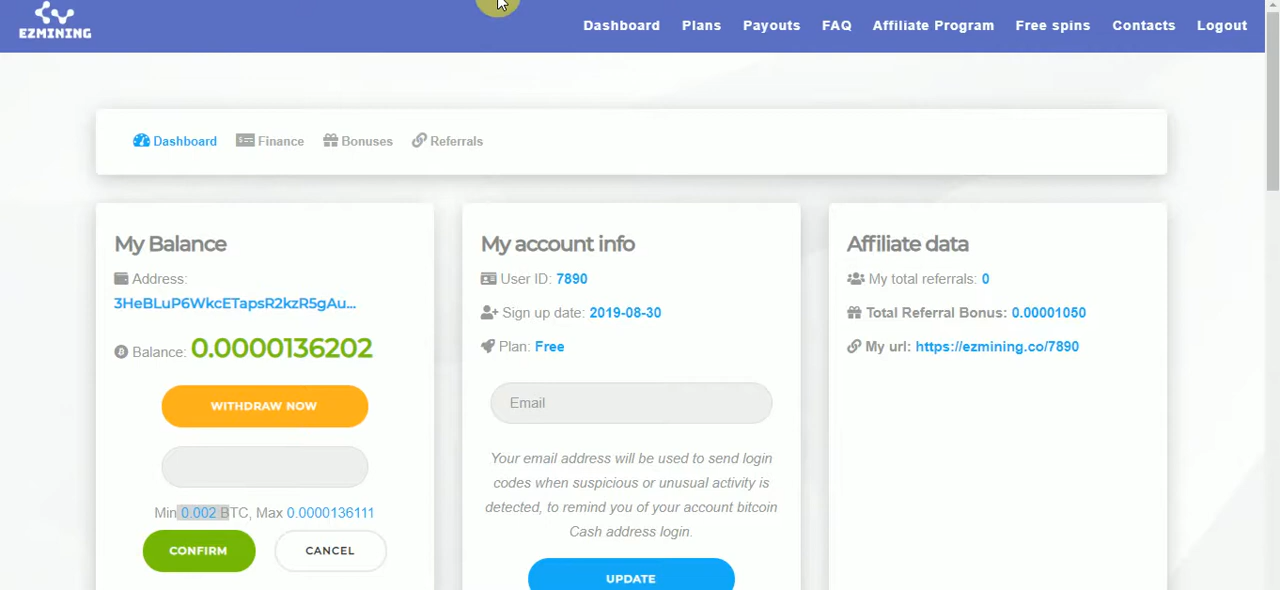 EZMINING
Dashboard Plans Payouts FAQ Affiliate Program Free spins Contacts Logout
Dashboard Finance Bonuses Referrals
My Balance
Address:
3HeBLuP6WkcETapsR2kzR5gAu...
Balance: 0.0000136202
WITHDRAW NOW
Min 0.002 BTC, Max 0.0000136111
CONFIRM CANCEL
My account info
User ID: 7890
Sign up date: 2019-08-30
Plan: Free
Email
Your email address will be used to send login
codes when suspicious or unusual activity is
detected, to remind you of your account bitcoin
Cash address login.
UPDATE
Affiliate data
My total referrals: 0
Total Referral Bonus: 0.00001050
My url: https://ezmining.co/7890